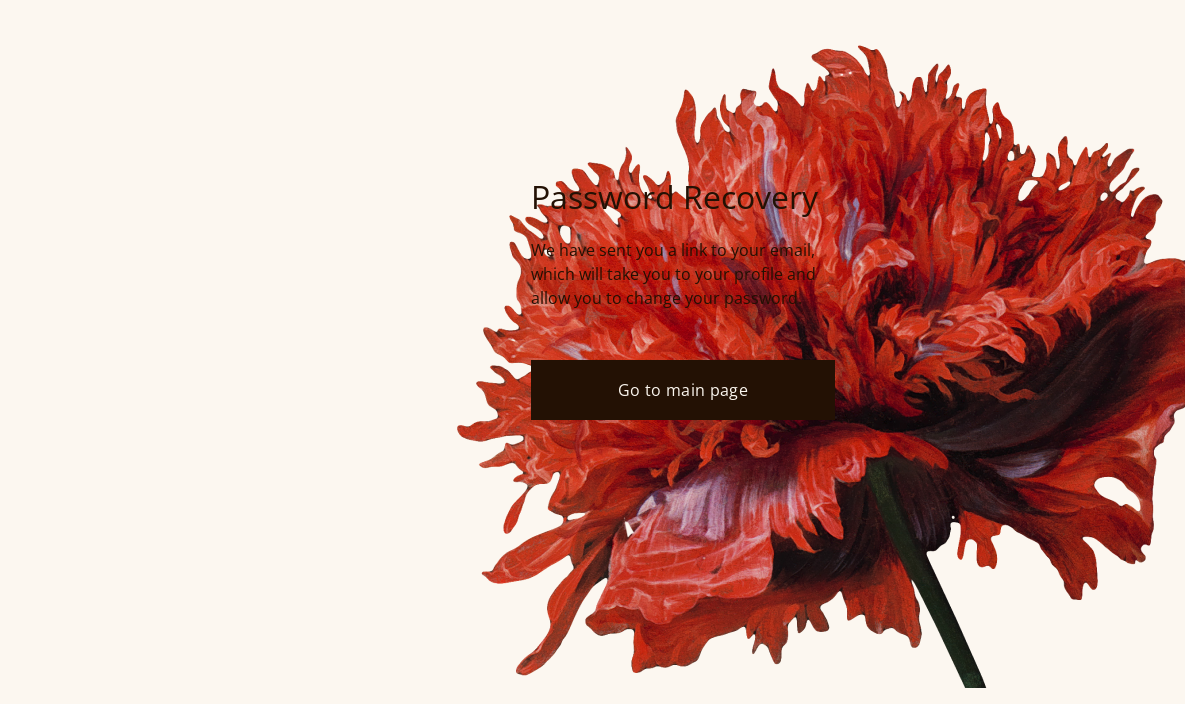 Password Recovery
We have sent you a link to your email,
which will take you to your profile and
allow you to change your password.
Go to main page